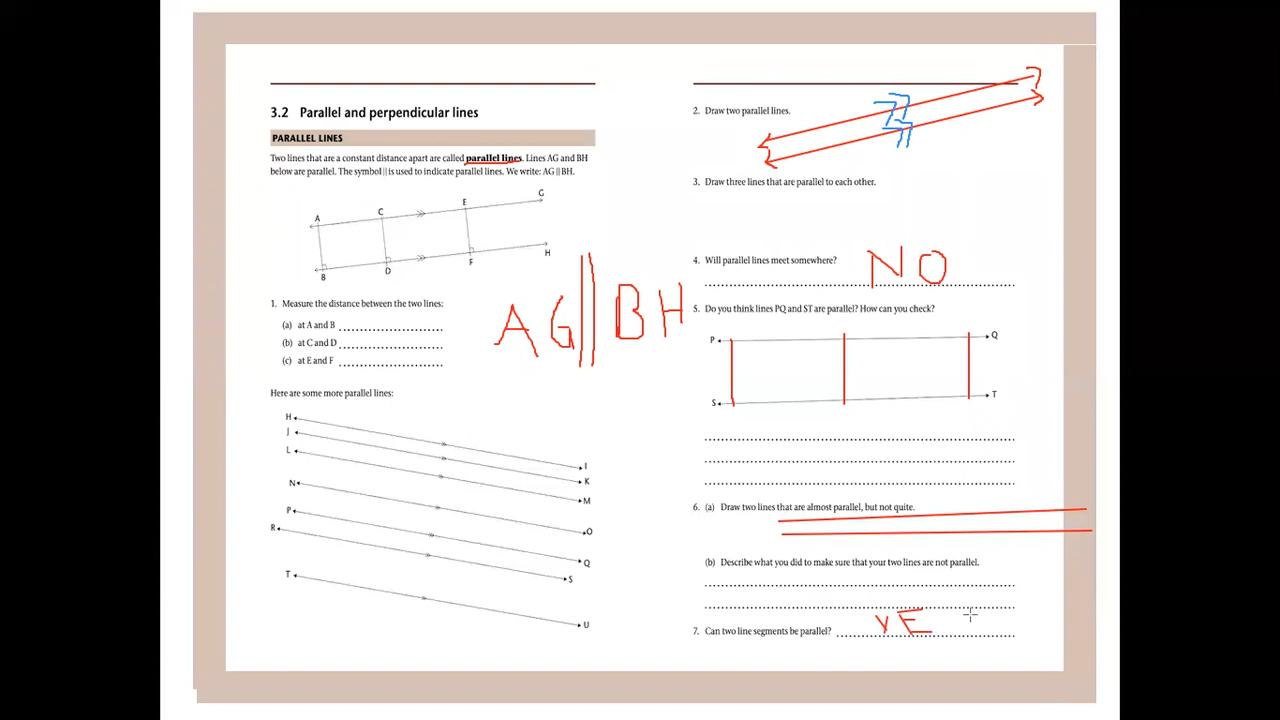 3.2 Parallel and perpendicular lines
PARALLEL LINES
Two lines that are a constant distance apart are called parallel lines. Lines AG and BH
below are parallel. The symbol || is used to indicate parallel lines. We write: AG || BH.
A
C
E
G
B
D
F
H
1. Measure the distance between the two lines:
(a) at A and B
(b) at C and D
(c) at E and F
AG||BH
Here are some more parallel lines:
H
I
J
K
L
M
N
O
P
Q
R
S
T
U
2. Draw two parallel lines.
3. Draw three lines that are parallel to each other.
4. Will parallel lines meet somewhere?
NO
5. Do you think lines PQ and ST are parallel? How can you check?
P
Q
S
T
6. (a) Draw two lines that are almost parallel, but not quite.
(b) Describe what you did to make sure that your two lines are not parallel.
7. Can two line segments be parallel? YE